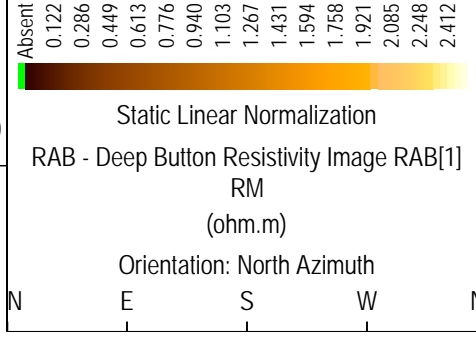 Absent 0.122 0.286 0.449 0.613 0.776 0.940 1.103 1.267 1.431 1.594 1.758 1.921 2.085 2.248 2.412
Static Linear Normalization
RAB - Deep Button Resistivity Image RAB[1]
RM
(ohm.m)
Orientation: North Azimuth
N E S W